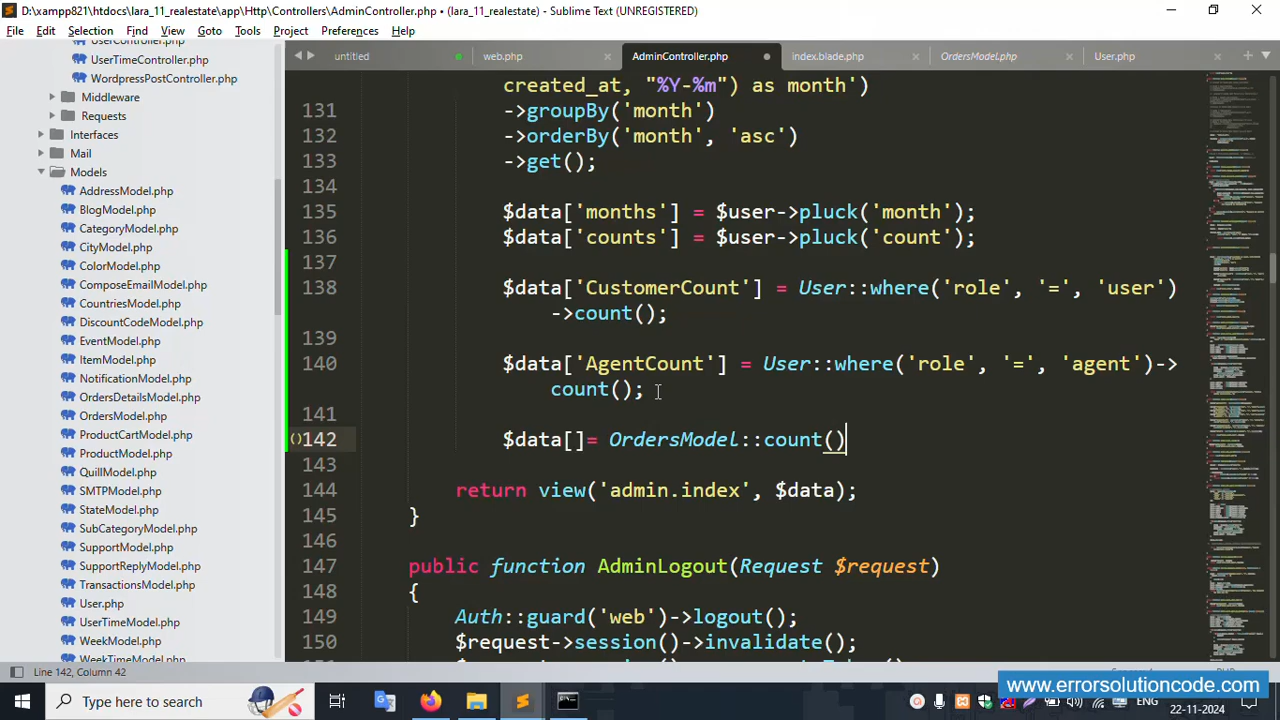 D:\xampp821\htdocs\lara_11_realestate\app\Http\Controllers\AdminController.php • (lara_11_realestate) - Sublime Text (UNREGISTERED)
File Edit Selection Find View Goto Tools Project Preferences Help
untitled web.php AdminController.php index.blade.php OrdersModel.php User.php
UserController.php
UserTimeController.php
WordpressPostController.php
Middleware
Requests
Interfaces
Mail
Models
AddressModel.php
BlogModel.php
CategoryModel.php
CityModel.php
ColorModel.php
ComposeEmailModel.php
CountriesModel.php
DiscountCodeModel.php
EventModel.php
ItemModel.php
NotificationModel.php
OrdersDetailsModel.php
OrdersModel.php
ProductCartModel.php
ProductModel.php
QuillModel.php
SMTPModel.php
StateModel.php
SubCategoryModel.php
SupportModel.php
SupportReplyModel.php
TransactionsModel.php
User.php
UserTimeModel.php
WeekModel.php
WeekTimeModel.php
created_at, "%Y-%m") as month')
131 ->groupBy('month')
132 ->orderBy('month', 'asc')
133 ->get();
134
135 $data['months'] = $user->pluck('month');
136 $data['counts'] = $user->pluck('count');
137
138 $data['CustomerCount'] = User::where('role', '=', 'user')
->count();
139
140 $data['AgentCount'] = User::where('role', '=', 'agent')->
count();
141
142 $data[]= OrdersModel::count()
143
144 return view('admin.index', $data);
145 }
146
147 public function AdminLogout(Request $request)
148 {
149 Auth::guard('web')->logout();
150 $request->session()->invalidate();
Line 142, Column 42
www.errorsolutioncode.com
Type here to search
ENG
22-11-2024